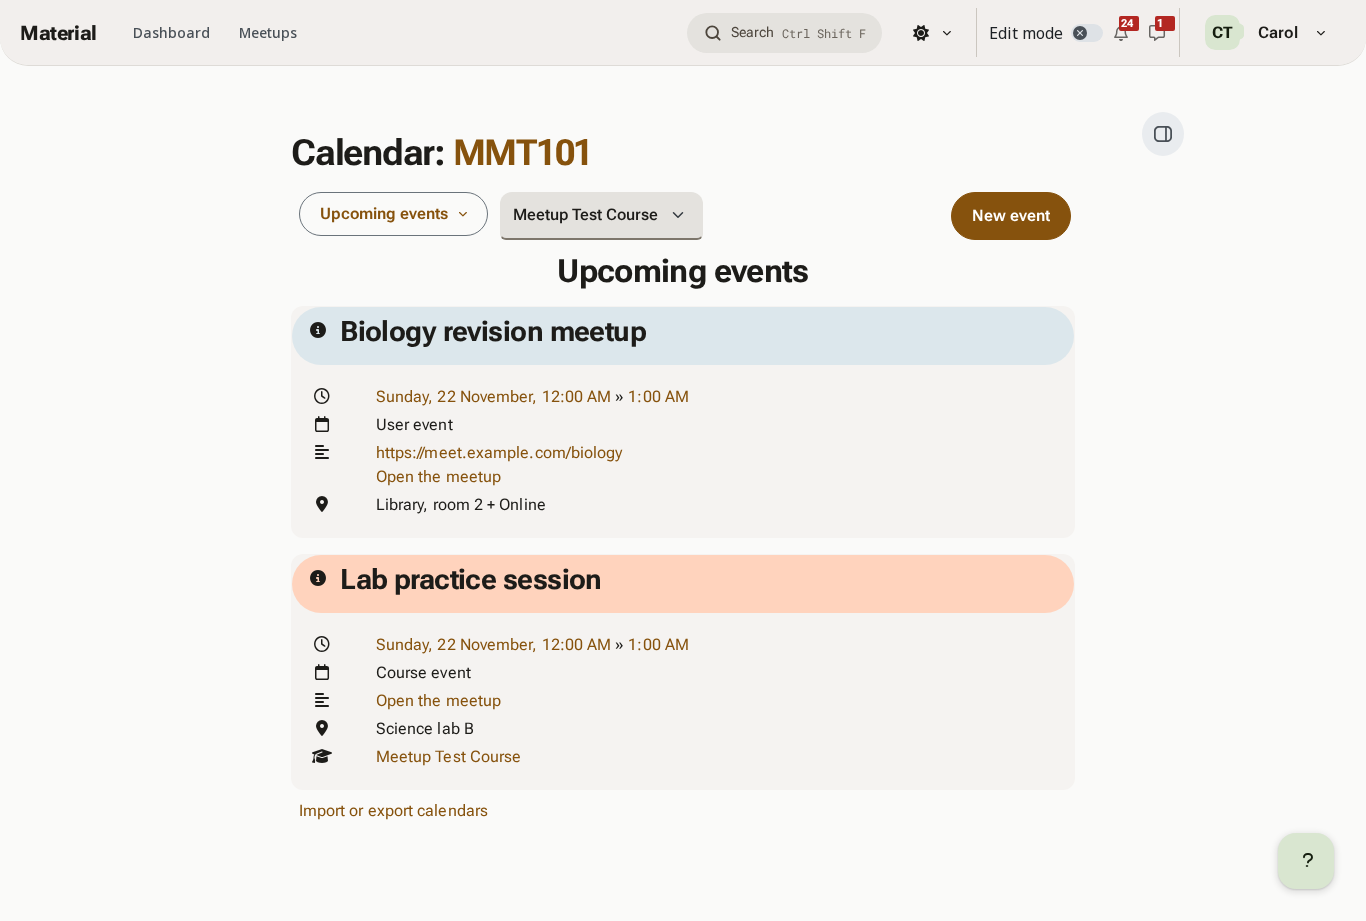 Material
Dashboard
Meetups
Search Ctrl Shift F
Edit mode
24
1
CT
Carol
Calendar: MMT101
Upcoming events
Meetup Test Course
New event
Upcoming events
Biology revision meetup
Sunday, 22 November, 12:00 AM » 1:00 AM
User event
https://meet.example.com/biology
Open the meetup
Library, room 2 + Online
Lab practice session
Sunday, 22 November, 12:00 AM » 1:00 AM
Course event
Open the meetup
Science lab B
Meetup Test Course
Import or export calendars
?